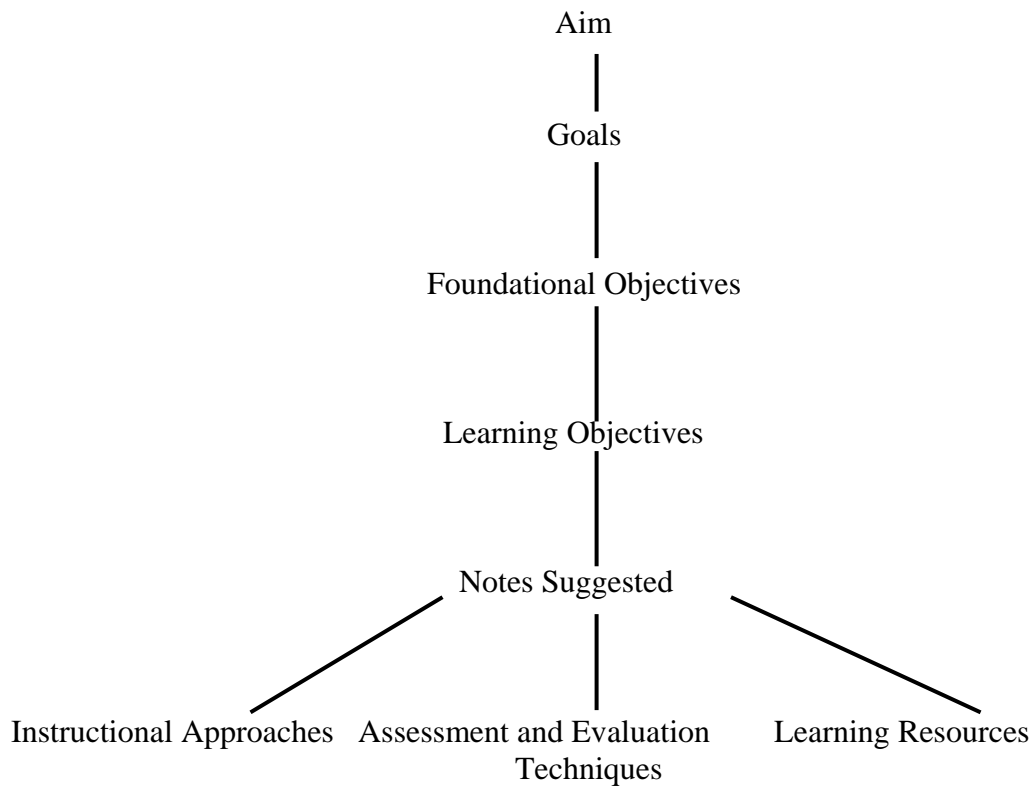 Aim
Goals
Foundational Objectives
Learning Objectives
Notes Suggested
Instructional Approaches
Assessment and Evaluation
Techniques
Learning Resources